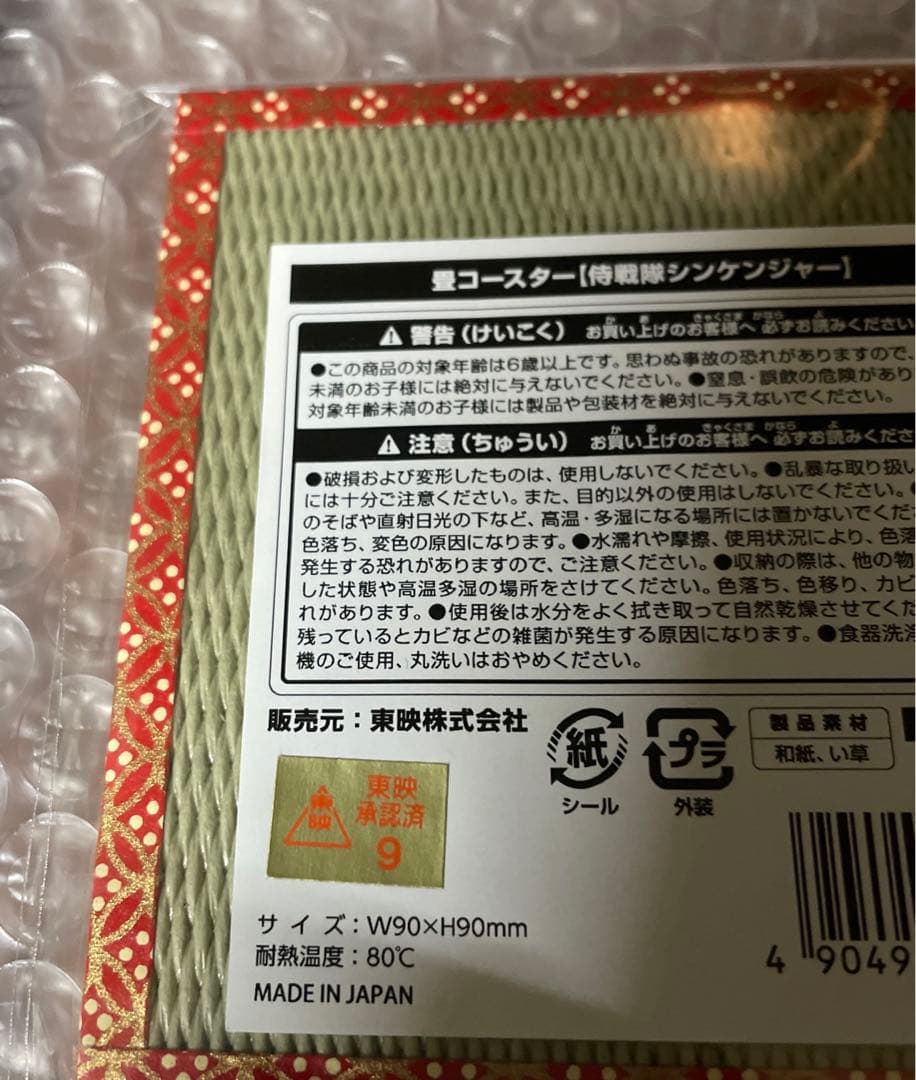 畳コースター【侍戦隊シンケンジャー】
⚠ 警告(けいこく) お買い上げのお客様へ 必ずお読みください
●この商品の対象年齢は6歳以上です。思わぬ事故の恐れがありますので、
未満のお子様には絶対に与えないでください。●窒息・誤飲の危険があり
対象年齢未満のお子様には製品や包装材を絶対に与えないでください。
⚠ 注意(ちゅうい) お買い上げのお客様へ 必ずお読みくださ
●破損および変形したものは、使用しないでください。●乱暴な取り扱い
には十分ご注意ください。また、目的以外の使用はしないでください。
のそばや直射日光の下など、高温・多湿になる場所には置かないでくだ
色落ち、変色の原因になります。●水濡れや摩擦、使用状況により、色落
発生する恐れがありますので、ご注意ください。●収納の際は、他の物
した状態や高温多湿の場所をさけてください。色落ち、色移り、カビ
れがあります。●使用後は水分をよく拭き取って自然乾燥させてくだ
残っているとカビなどの雑菌が発生する原因になります。●食器洗浄
機のご使用、丸洗いはおやめください。
販売元:東映株式会社
紙
シール
プラ
外装
製品素材
和紙、い草
東映
東映
承認済
9
サイズ:W90×H90mm
耐熱温度:80℃
MADE IN JAPAN
4 9049